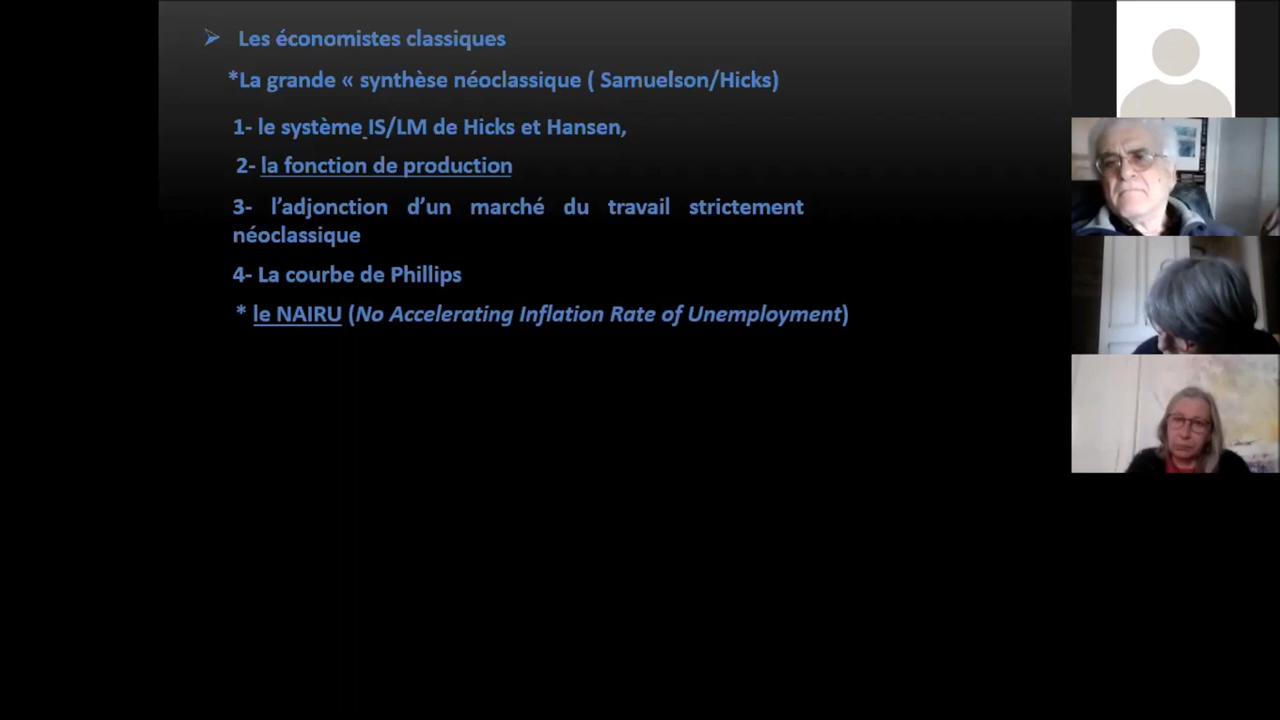 Les économistes classiques
*La grande « synthèse néoclassique ( Samuelson/Hicks)
1- le système IS/LM de Hicks et Hansen,
2- la fonction de production
3- l’adjonction d’un marché du travail strictement
néoclassique
4- La courbe de Phillips
* le NAIRU (No Accelerating Inflation Rate of Unemployment)